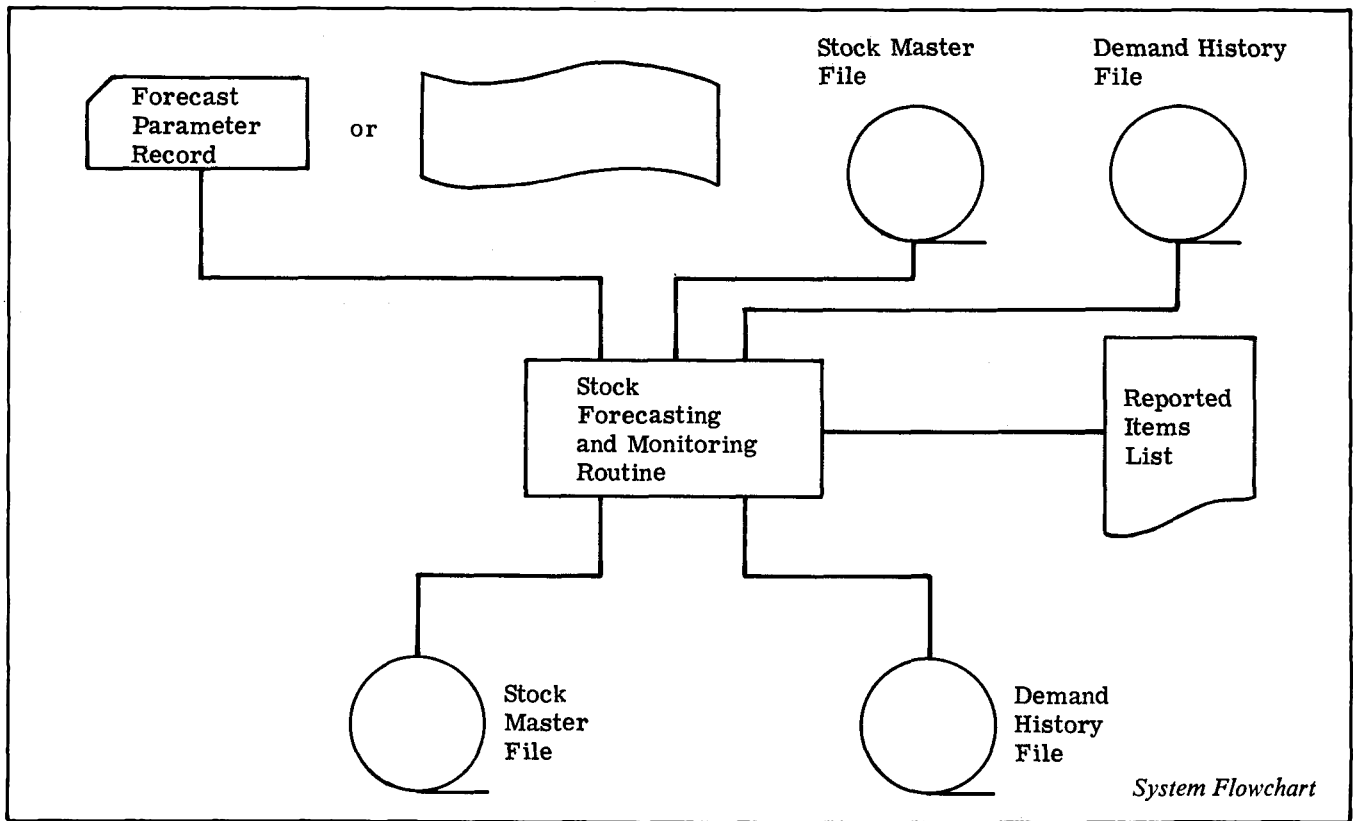 Forecast
Parameter
Record
or
Stock Master
File
Demand History
File
Stock
Forecasting
and Monitoring
Routine
Reported
Items
List
Stock
Master
File
Demand
History
File
System Flowchart